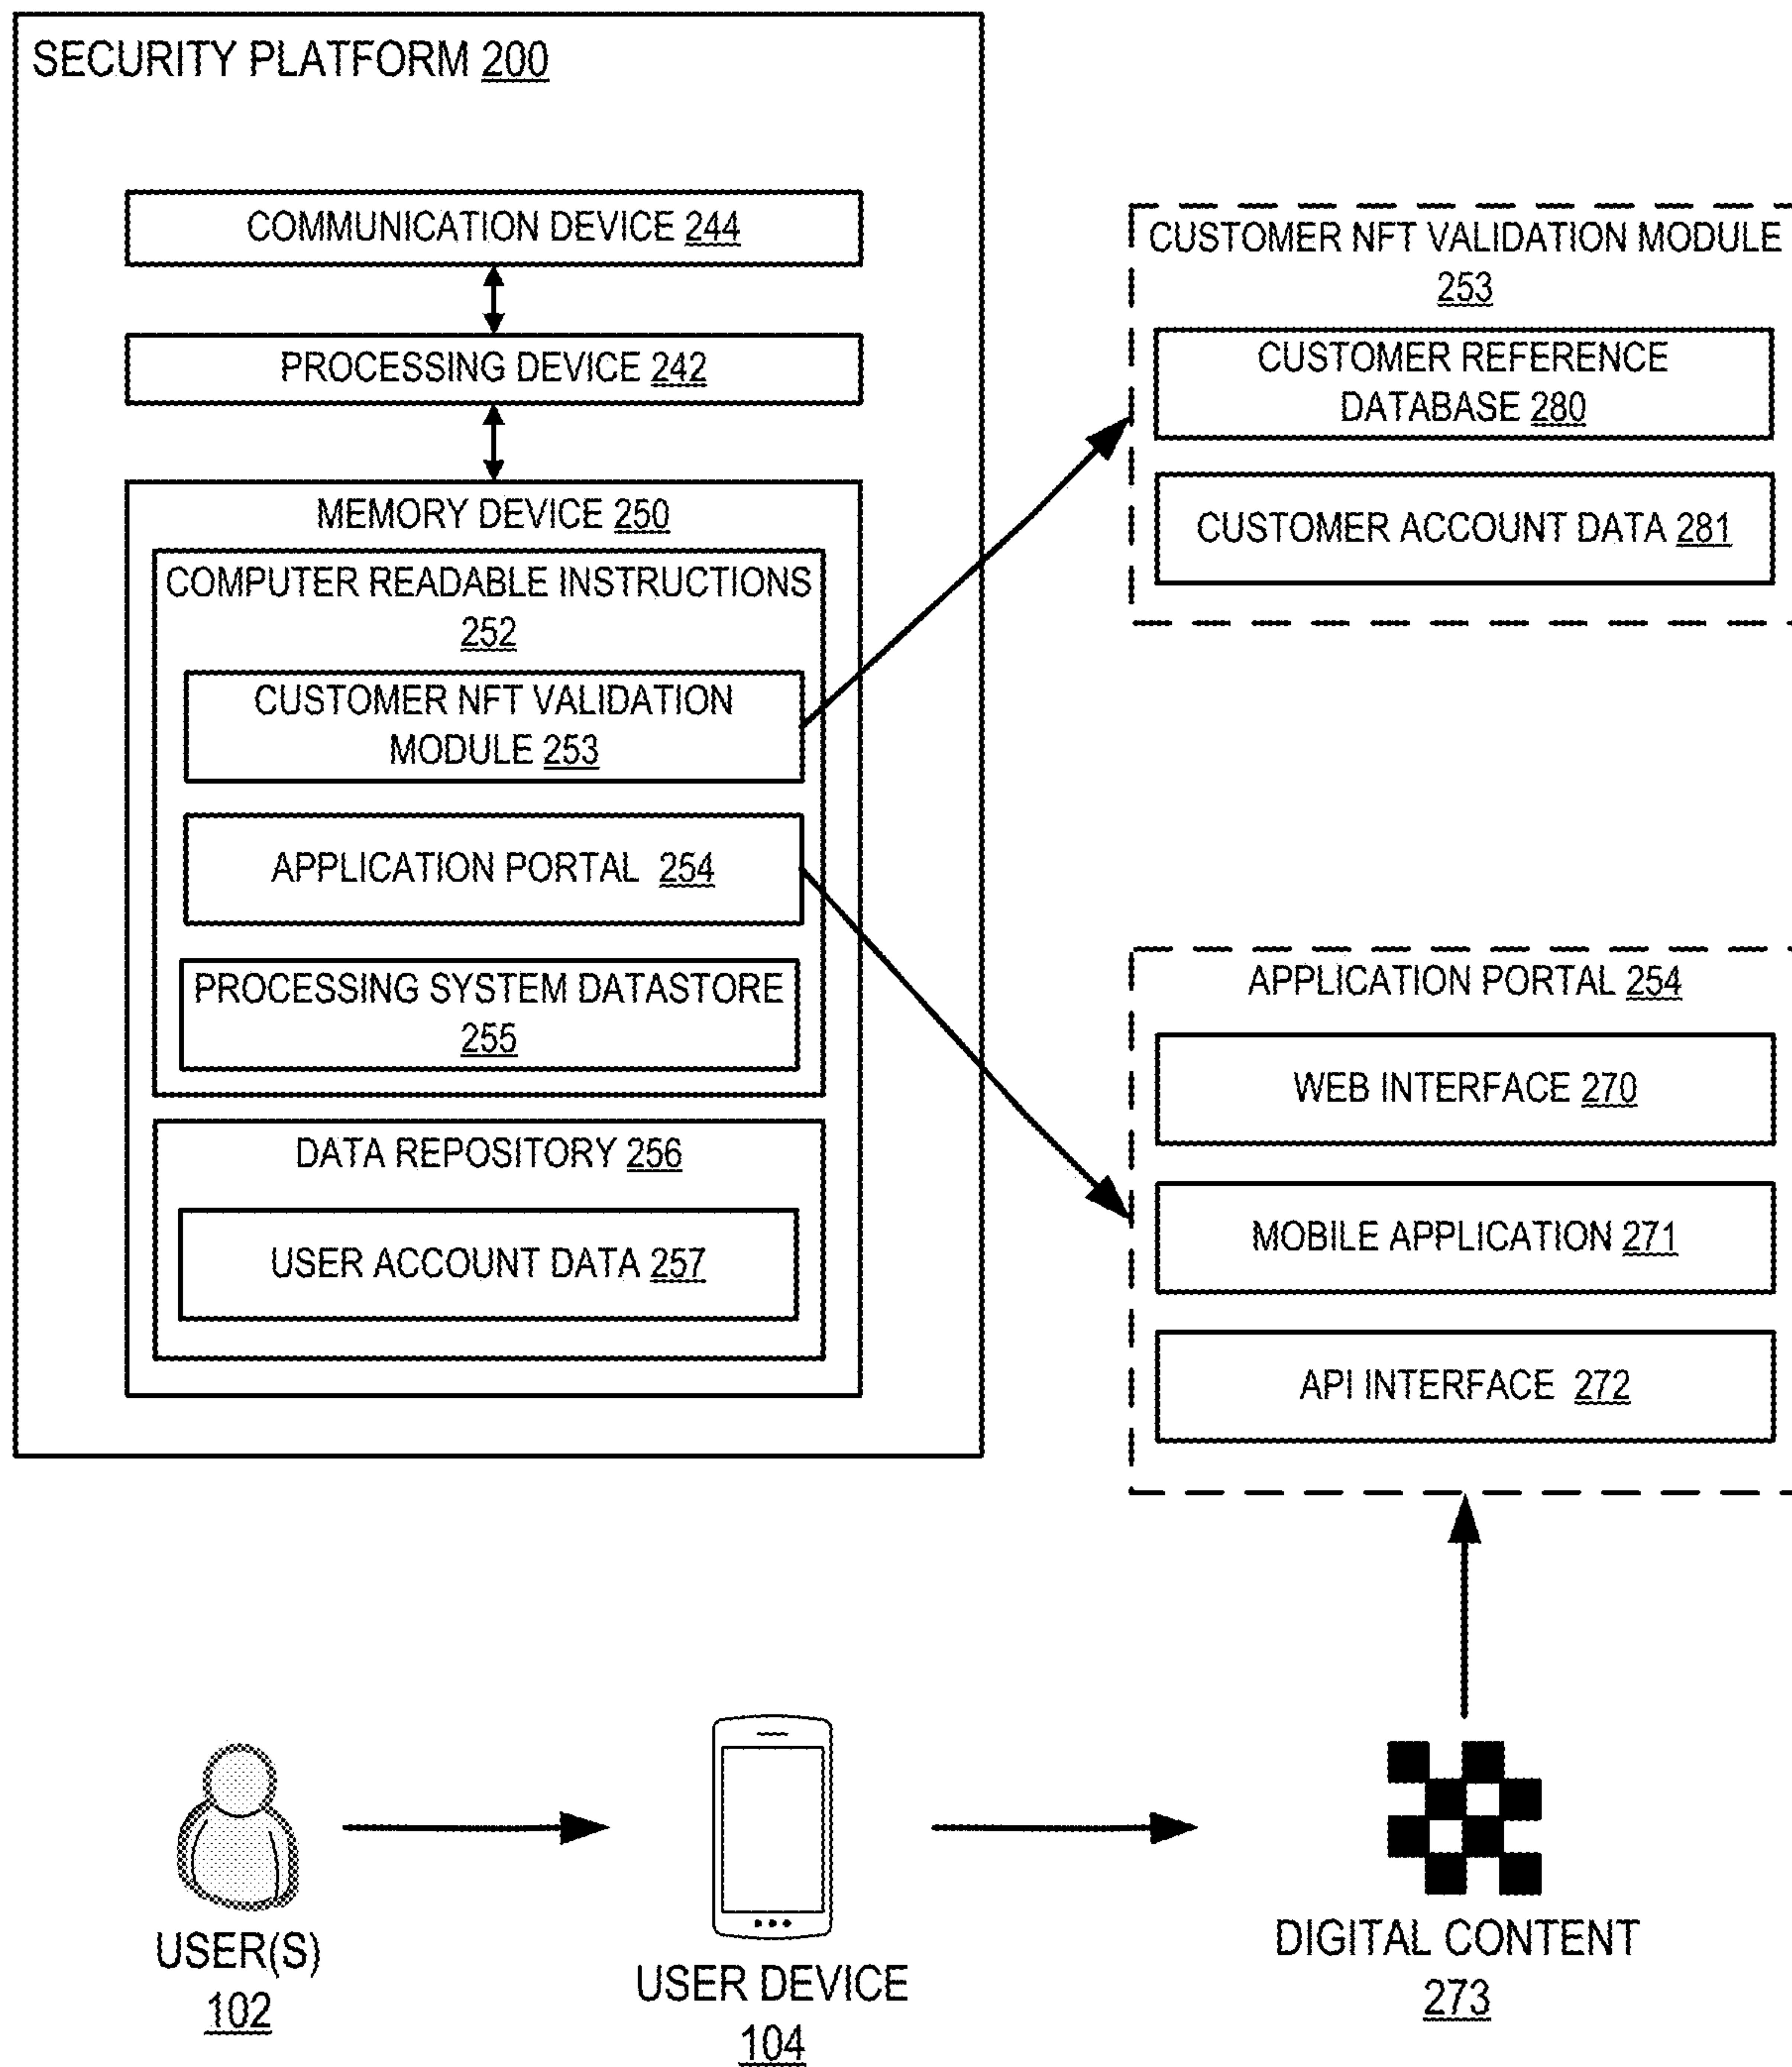 SECURITY PLATFORM 200
COMMUNICATION DEVICE 244
PROCESSING DEVICE 242
MEMORY DEVICE 250
COMPUTER READABLE INSTRUCTIONS
252
CUSTOMER NFT VALIDATION
MODULE 253
APPLICATION PORTAL 254
PROCESSING SYSTEM DATASTORE
255
DATA REPOSITORY 256
USER ACCOUNT DATA 257
CUSTOMER NFT VALIDATION MODULE
253
CUSTOMER REFERENCE
DATABASE 280
CUSTOMER ACCOUNT DATA 281
APPLICATION PORTAL 254
WEB INTERFACE 270
MOBILE APPLICATION 271
API INTERFACE 272
USER(S)
102
USER DEVICE
104
DIGITAL CONTENT
273